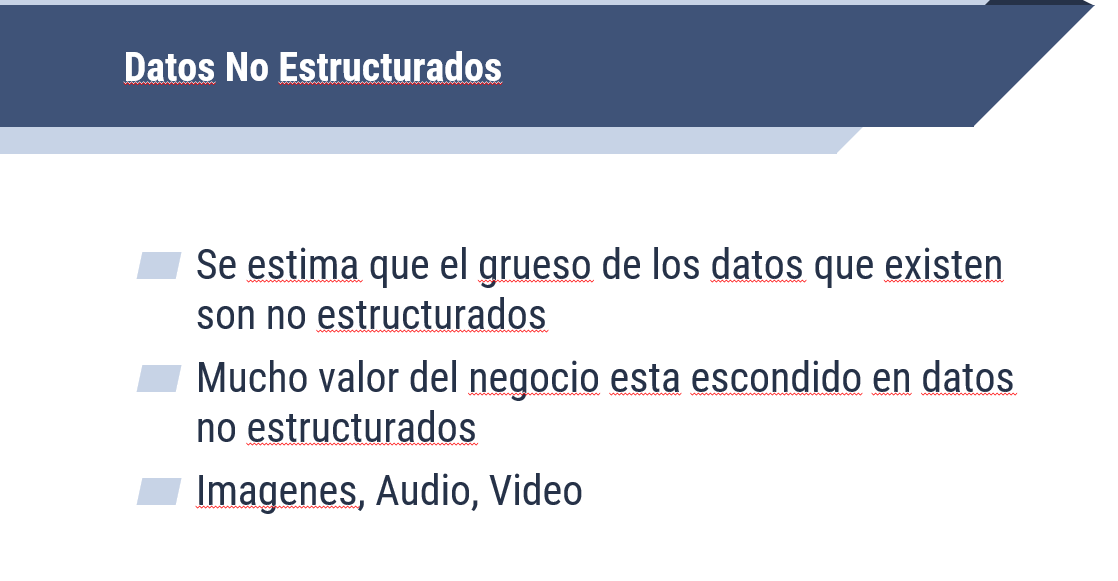 Datos No Estructurados
Se estima que el grueso de los datos que existen
son no estructurados
Mucho valor del negocio esta escondido en datos
no estructurados
Imagenes, Audio, Video